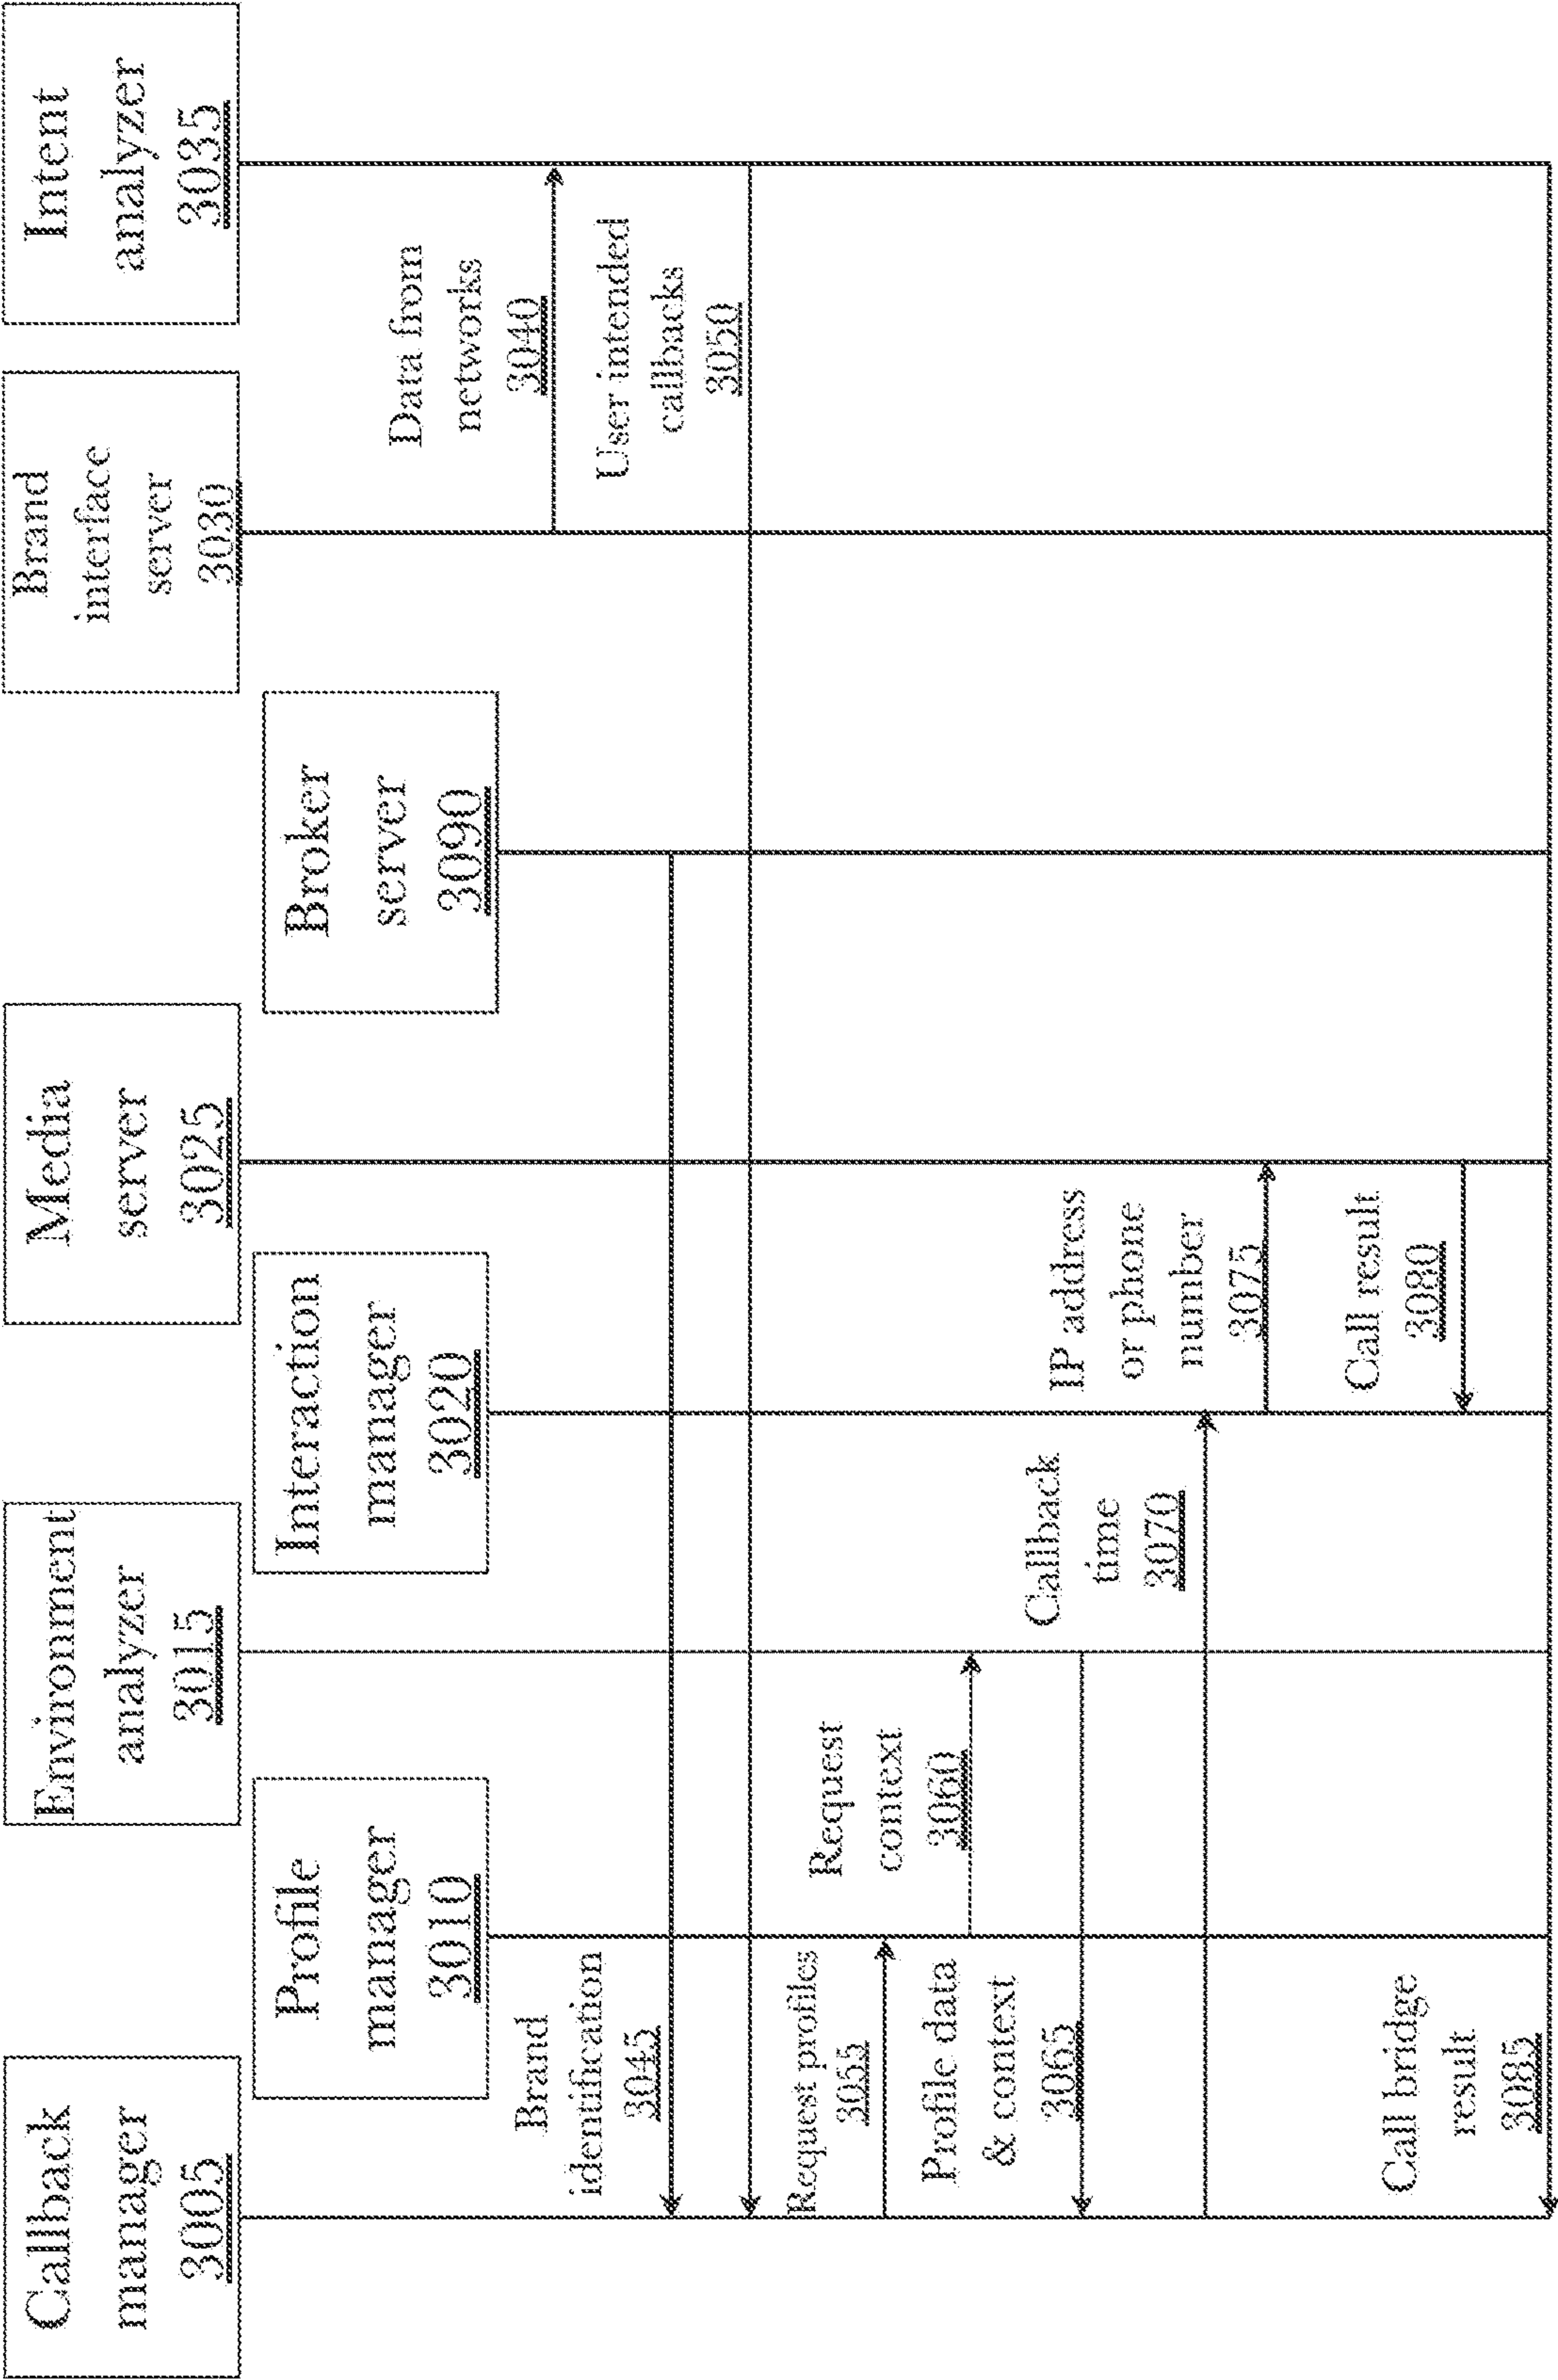 Callback
manager
3005
Profile
manager
3010
Environment
analyzer
3015
Interaction
manager
3020
Media
server
3025
Broker
server
3090
Brand
interface
server
3030
Intent
analyzer
3035
Data from
networks
3040
Brand
identification
3045
User intended
callbacks
3050
Request profiles
3055
Request
context
3060
Profile data
& context
3065
Callback
time
3070
IP address
or phone
number
3075
Call result
3080
Call bridge
result
3085